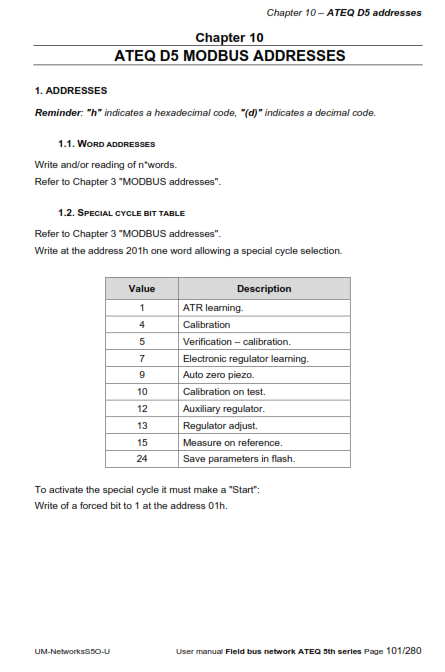 Chapter 10 – ATEQ D5 addresses
Chapter 10
ATEQ D5 MODBUS ADDRESSES
1. ADDRESSES
Reminder: "h" indicates a hexadecimal code, "(d)" indicates a decimal code.
1.1. WORD ADDRESSES
Write and/or reading of n*words.
Refer to Chapter 3 "MODBUS addresses".
1.2. SPECIAL CYCLE BIT TABLE
Refer to Chapter 3 "MODBUS addresses".
Write at the address 201h one word allowing a special cycle selection.
Value Description
1 ATR learning.
4 Calibration
5 Verification – calibration.
7 Electronic regulator learning.
9 Auto zero piezo.
10 Calibration on test.
12 Auxiliary regulator.
13 Regulator adjust.
15 Measure on reference.
24 Save parameters in flash.
To activate the special cycle it must make a "Start":
Write of a forced bit to 1 at the address 01h.
UM-NetworksS5O-U User manual Field bus network ATEQ 5th series Page 101/280